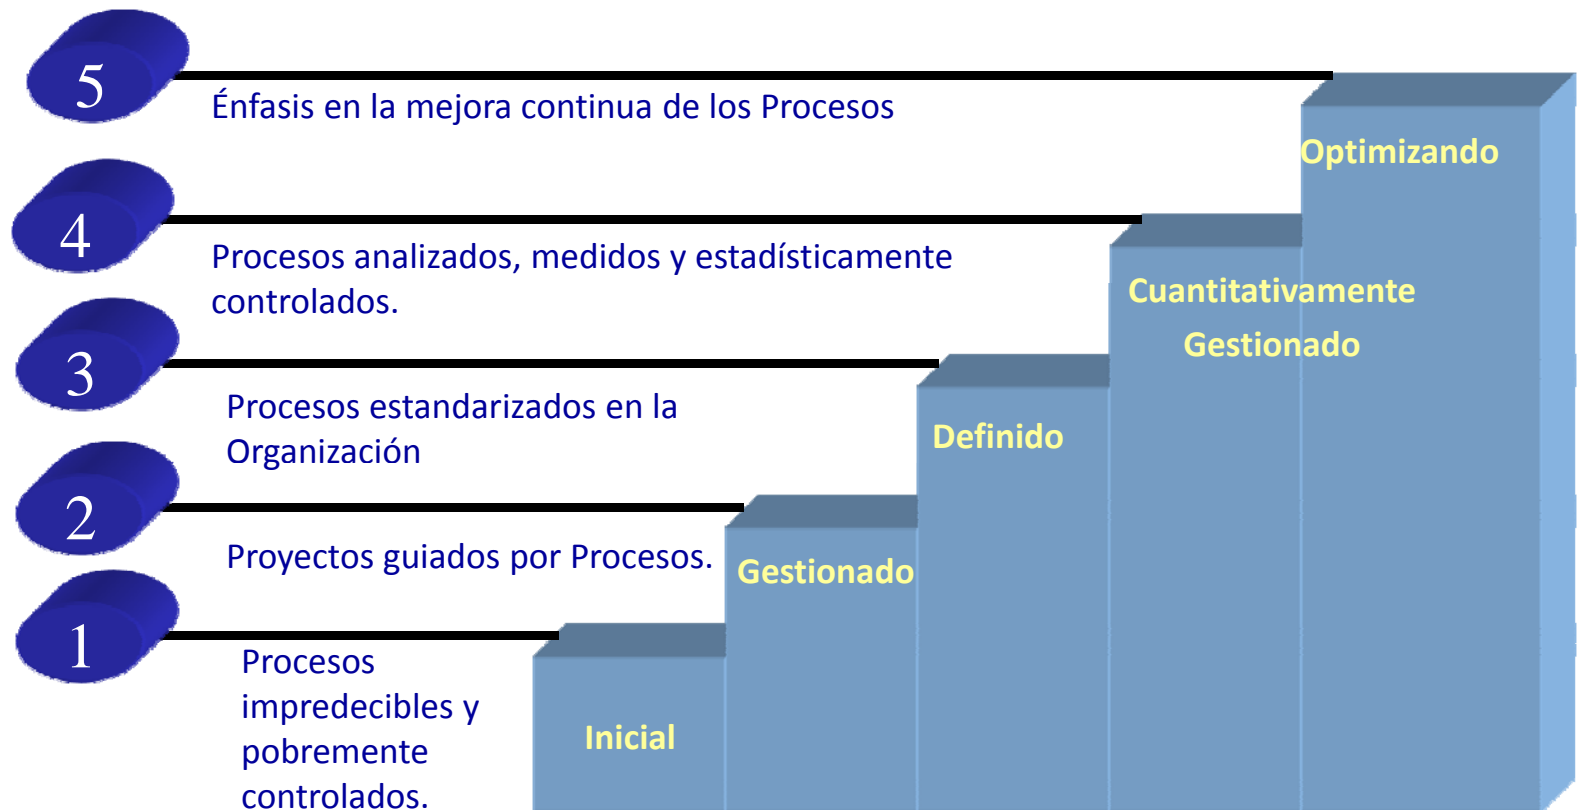 5
Énfasis en la mejora continua de los Procesos
Optimizando
4
Procesos analizados, medidos y estadísticamente
controlados.
Cuantitativamente
Gestionado
3
Procesos estandarizados en la
Organización
Definido
2
Proyectos guiados por Procesos.
Gestionado
1
Procesos
impredecibles y
pobremente
controlados.
Inicial